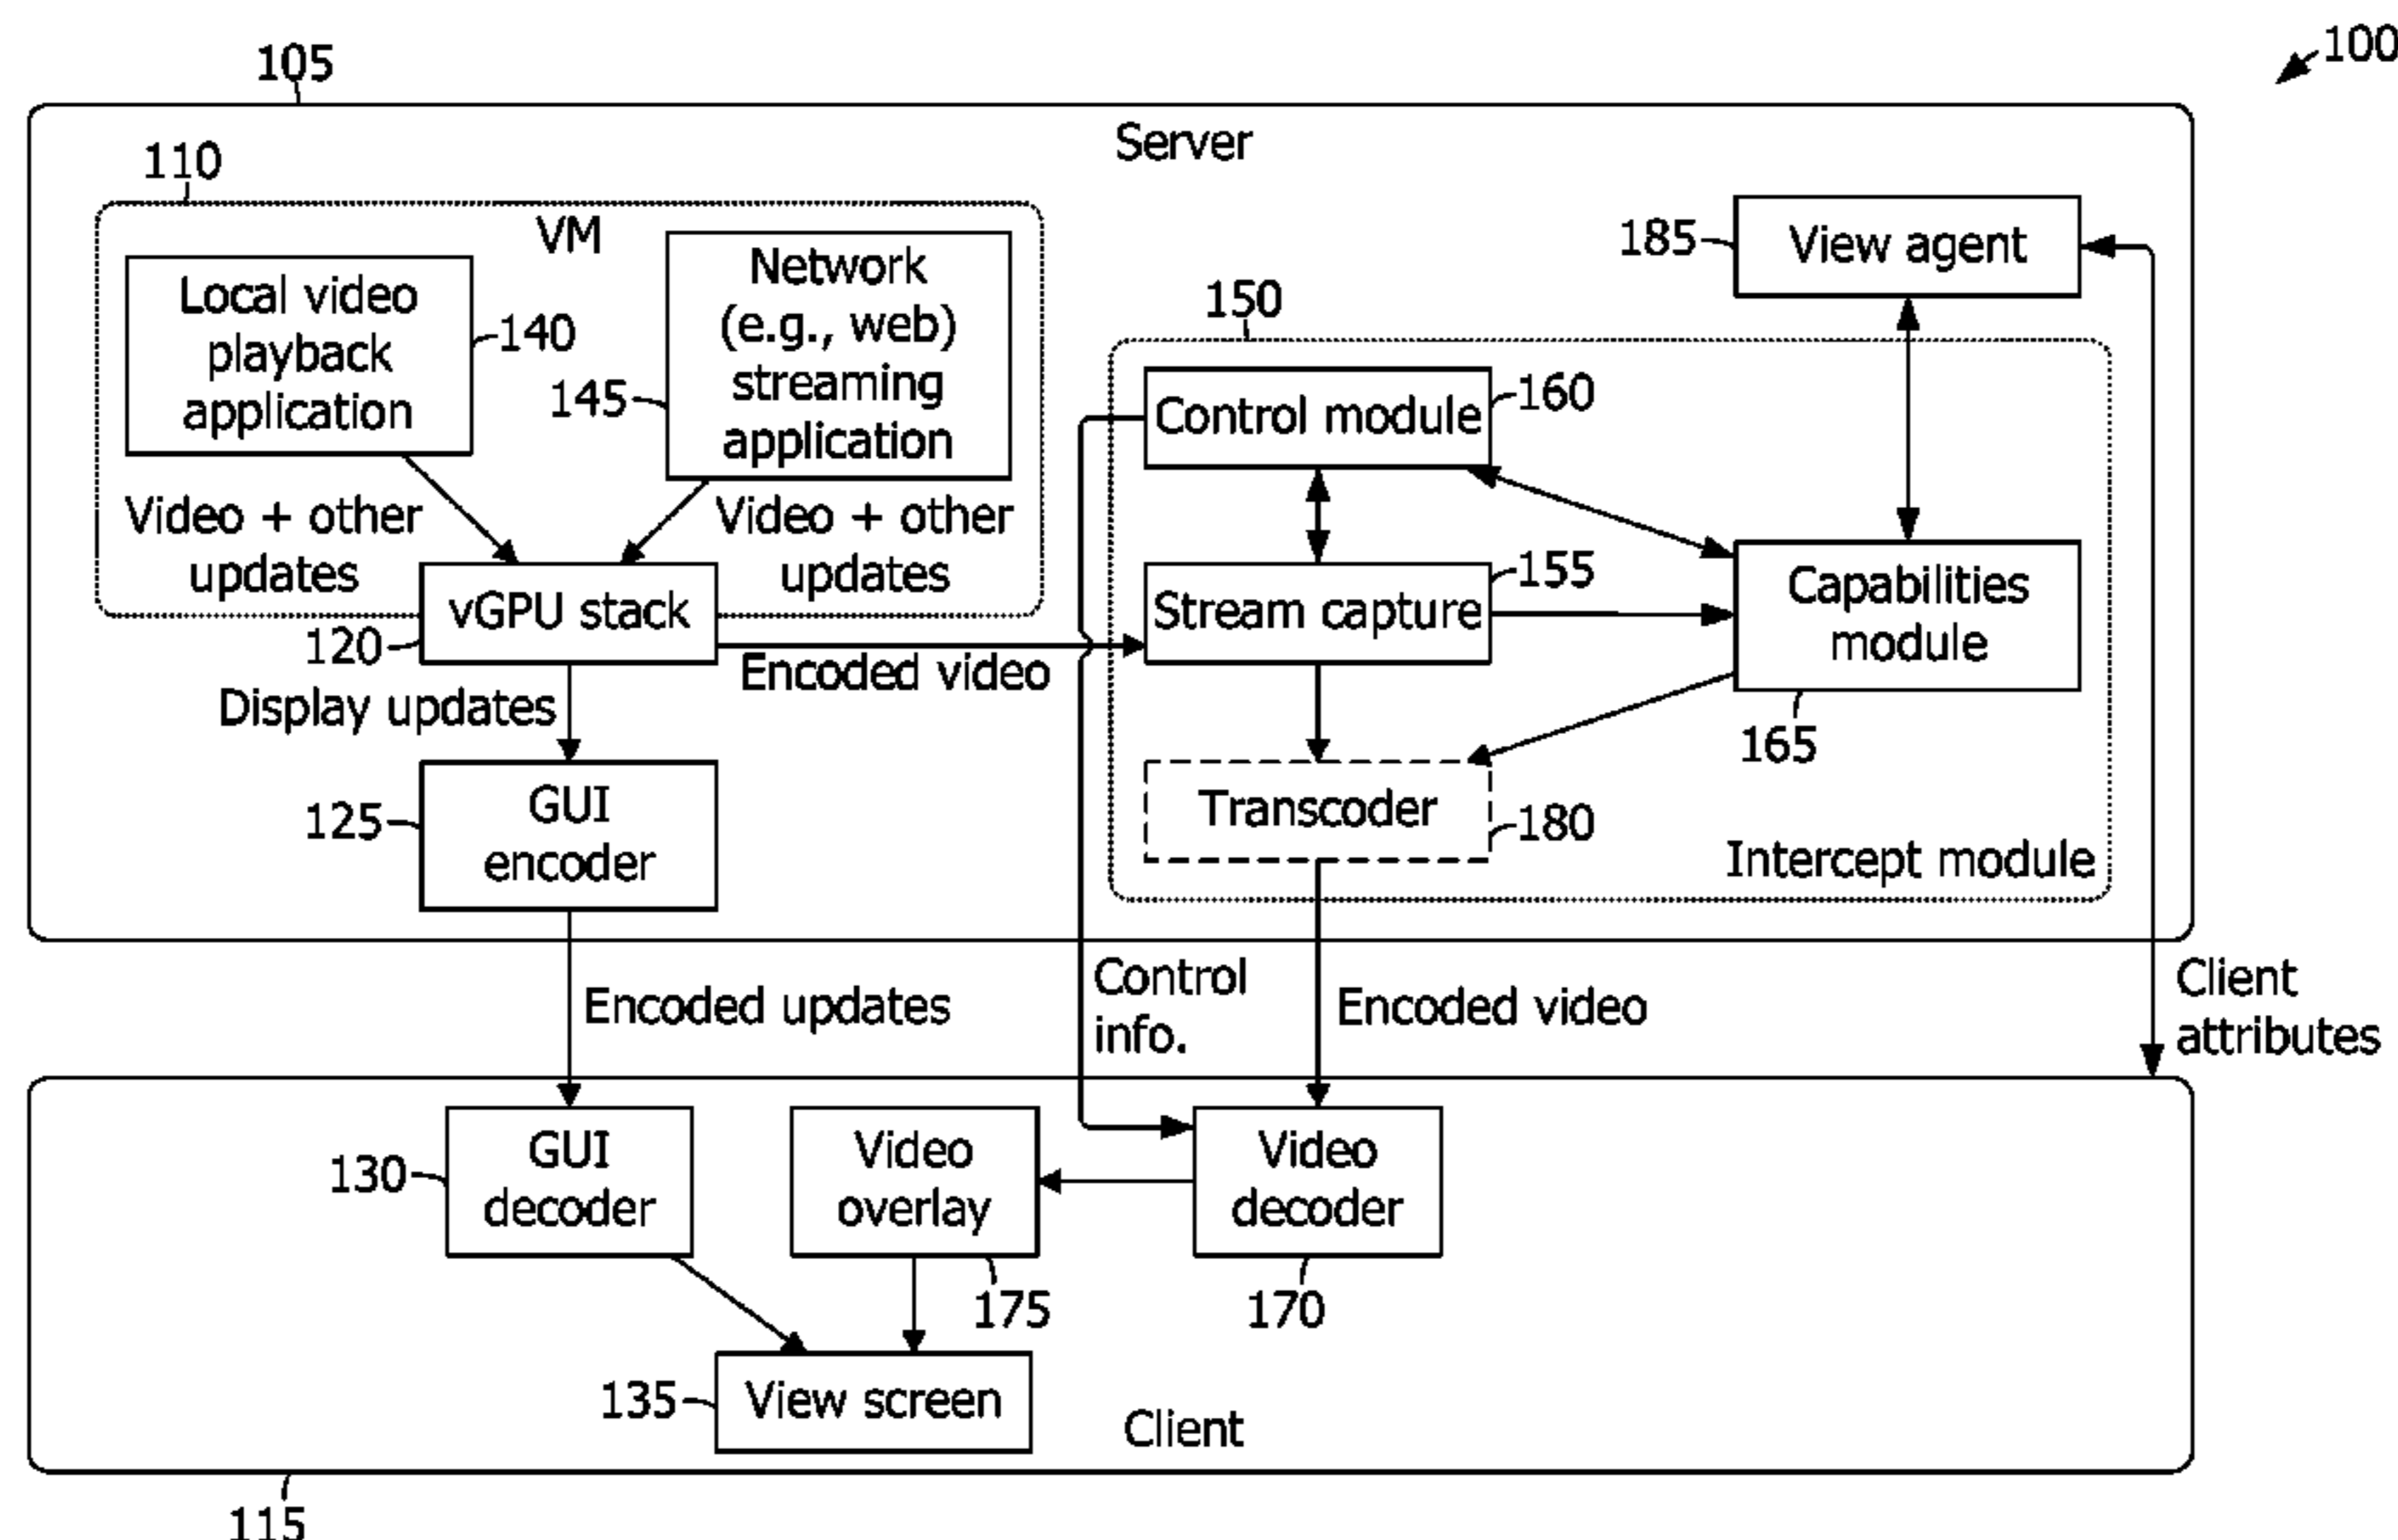 100
105
Server
110
VM
Local video
playback
application
140
Network
(e.g., web)
streaming
application
145
185
View agent
150
Control module
160
Video + other
updates
Video + other
updates
vGPU stack
120
Encoded video
Stream capture
155
Capabilities
module
165
Display updates
GUI
encoder
125
Transcoder
180
Intercept module
Encoded updates
Control
info.
Encoded video
Client
attributes
GUI
decoder
130
Video
overlay
175
Video
decoder
170
View screen
135
Client
115